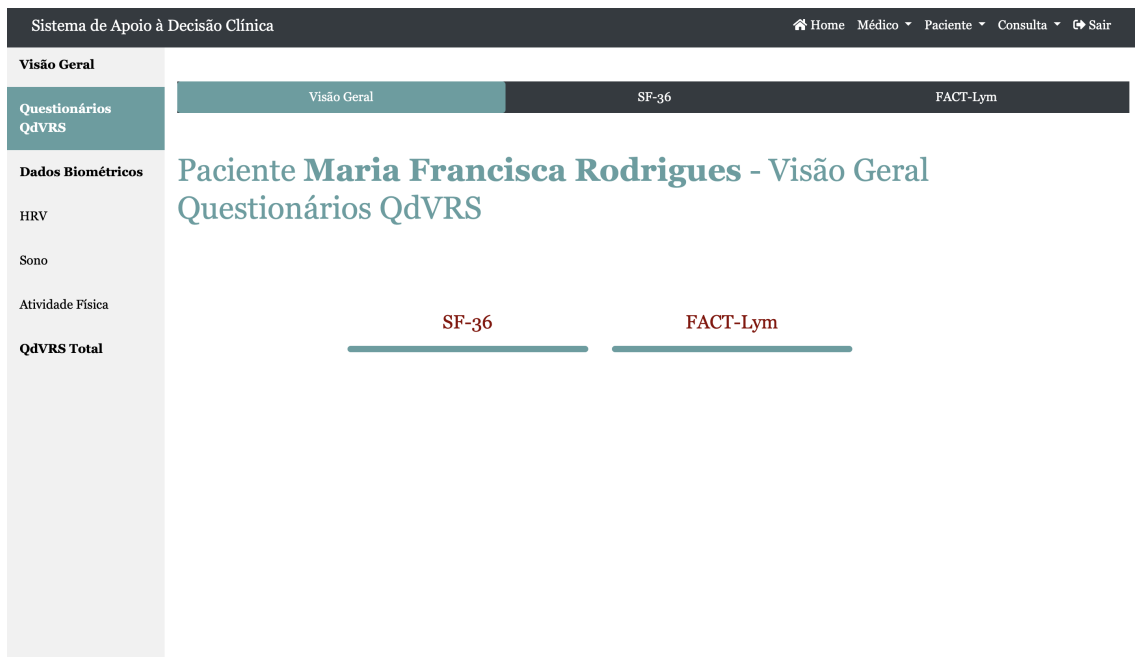 Sistema de Apoio à Decisão Clínica
Home Médico Paciente Consulta Sair
Visão Geral
Questionários
QdVRS
Dados Biométricos
HRV
Sono
Atividade Física
QdVRS Total
Visão Geral SF-36 FACT-Lym
Paciente Maria Francisca Rodrigues - Visão Geral
Questionários QdVRS
SF-36 FACT-Lym